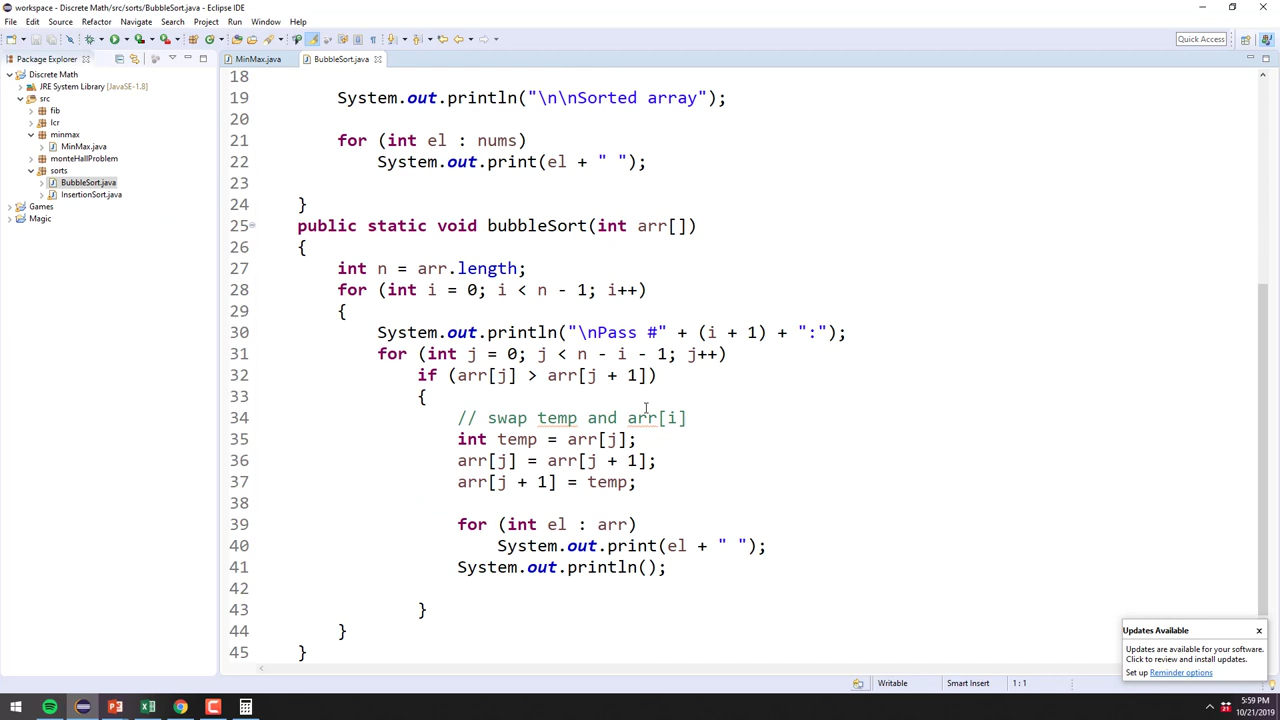 workspace - Discrete Math/src/sorts/BubbleSort.java - Eclipse IDE
File Edit Source Refactor Navigate Search Project Run Window Help
Quick Access
Package Explorer
MinMax.java
BubbleSort.java
Discrete Math
JRE System Library [JavaSE-1.8]
src
fib
lcr
minmax
MinMax.java
monteHallProblem
sorts
BubbleSort.java
InsertionSort.java
Games
Magic
18
19 System.out.println("\n\nSorted array");
20
21 for (int el : nums)
22 System.out.print(el + " ");
23
24 }
25 public static void bubbleSort(int arr[])
26 {
27 int n = arr.length;
28 for (int i = 0; i < n - 1; i++)
29 {
30 System.out.println("\nPass #" + (i + 1) + ":");
31 for (int j = 0; j < n - i - 1; j++)
32 if (arr[j] > arr[j + 1])
33 {
34 // swap temp and arr[i]
35 int temp = arr[j];
36 arr[j] = arr[j + 1];
37 arr[j + 1] = temp;
38
39 for (int el : arr)
40 System.out.print(el + " ");
41 System.out.println();
42
43 }
44 }
45 }
Updates Available
Updates are available for your software.
Click to review and install updates.
Set up Reminder options
Writable Smart Insert 1 : 1
5:59 PM
10/21/2019